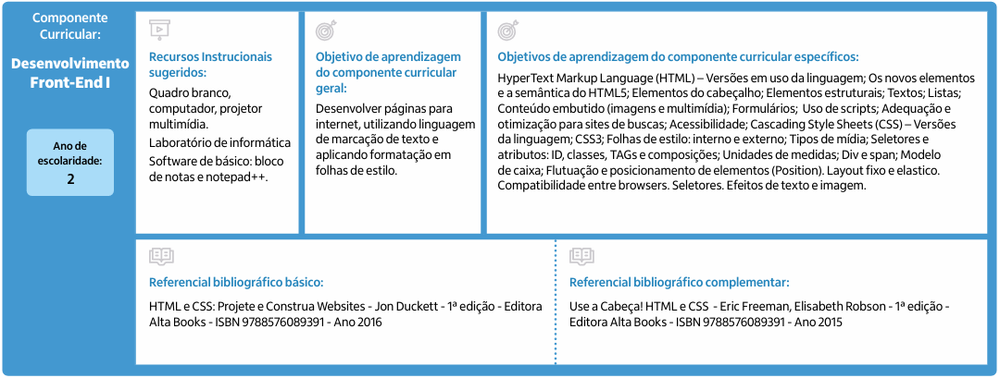 Componente
Curricular:
Desenvolvimento
Front-End I
Ano de
escolaridade:
2
Recursos Instrucionais
sugeridos:
Quadro branco,
computador, projetor
multimídia.
Laboratório de informática
Software de básico: bloco
de notas e notepad++.
Objetivo de aprendizagem
do componente curricular
geral:
Desenvolver páginas para
internet, utilizando linguagem
de marcação de texto e
aplicando formatação em
folhas de estilo.
Objetivos de aprendizagem do componente curricular específicos:
HyperText Markup Language (HTML) – Versões em uso da linguagem; Os novos elementos
e a semântica do HTML5; Elementos do cabeçalho; Elementos estruturais; Textos; Listas;
Conteúdo embutido (imagens e multimídia); Formulários; Uso de scripts; Adequação e
otimização para sites de buscas; Acessibilidade; Cascading Style Sheets (CSS) – Versões
da linguagem; CSS3; Folhas de estilo: interno e externo; Tipos de mídia; Seletores e
atributos: ID, classes, TAGs e composições; Unidades de medidas; Div e span; Modelo
de caixa; Flutuação e posicionamento de elementos (Position). Layout fixo e elastico.
Compatibilidade entre browsers. Seletores. Efeitos de texto e imagem.
Referencial bibliográfico básico:
HTML e CSS: Projete e Construa Websites - Jon Duckett - 1ª edição - Editora
Alta Books - ISBN 9788576089391 - Ano 2016
Referencial bibliográfico complementar:
Use a Cabeça! HTML e CSS - Eric Freeman, Elisabeth Robson - 1ª edição -
Editora Alta Books - ISBN 9788576089391 - Ano 2015